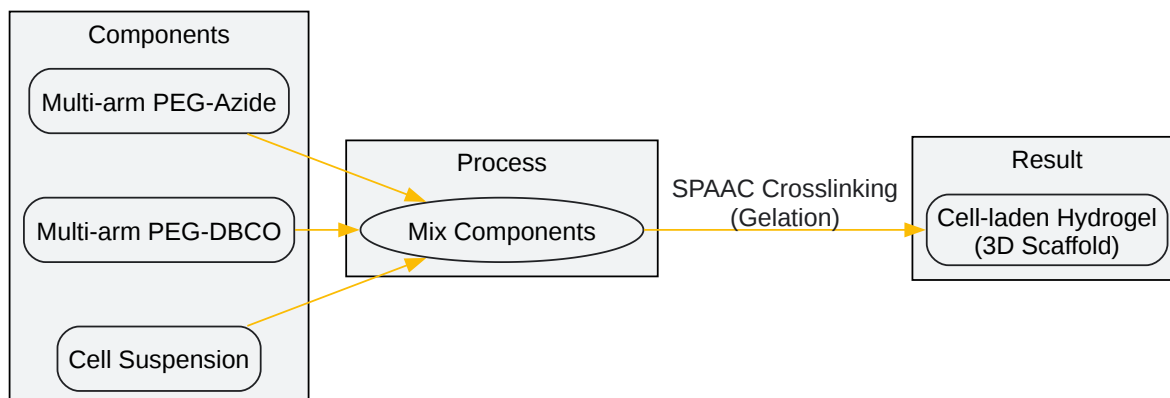 Components
Multi-arm PEG-Azide
Multi-arm PEG-DBCO
Cell Suspension
Process
Mix Components
SPAAC Crosslinking
(Gelation)
Result
Cell-laden Hydrogel
(3D Scaffold)